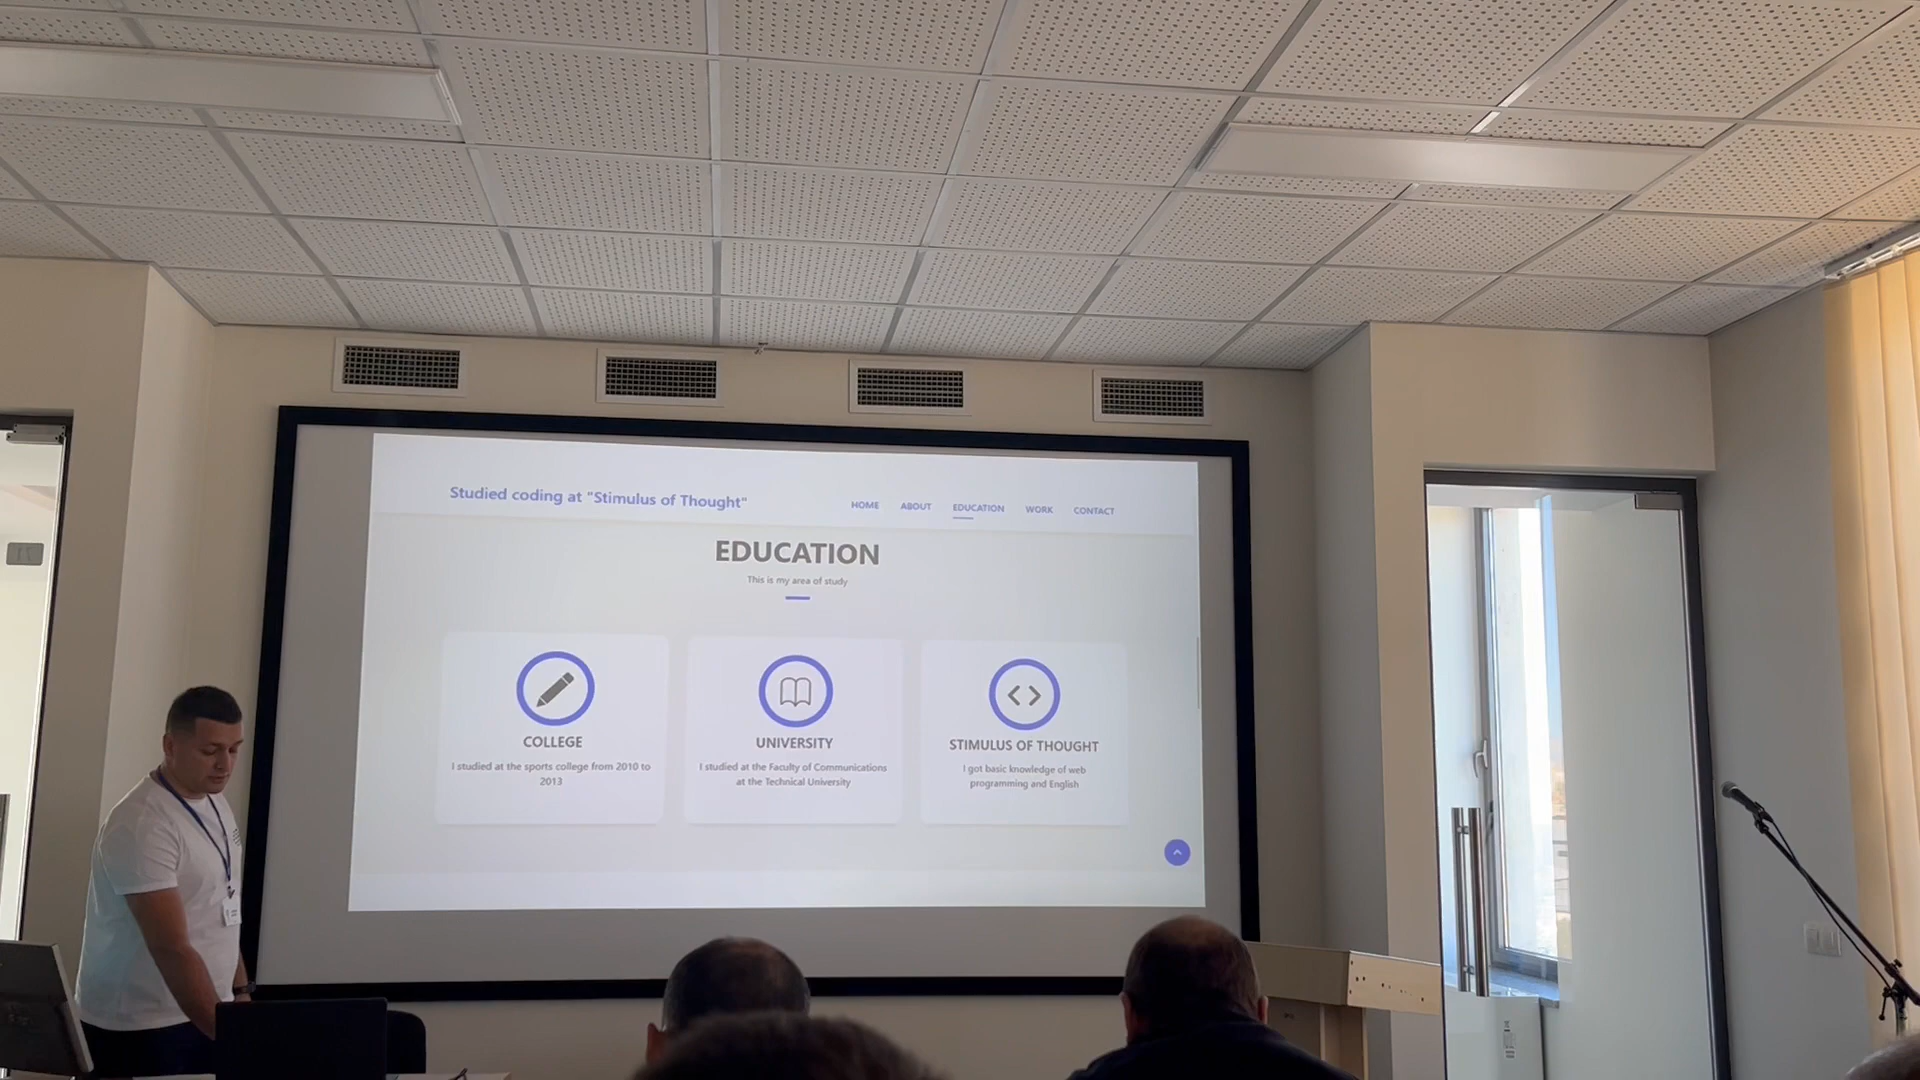 Studied coding at "Stimulus of Thought"
HOME ABOUT EDUCATION WORK CONTACT
EDUCATION
This is my area of study
COLLEGE
I studied at the sports college from 2010 to
2013
UNIVERSITY
I studied at the Faculty of Communications
at the Technical University
STIMULUS OF THOUGHT
I got basic knowledge of web
programming and English